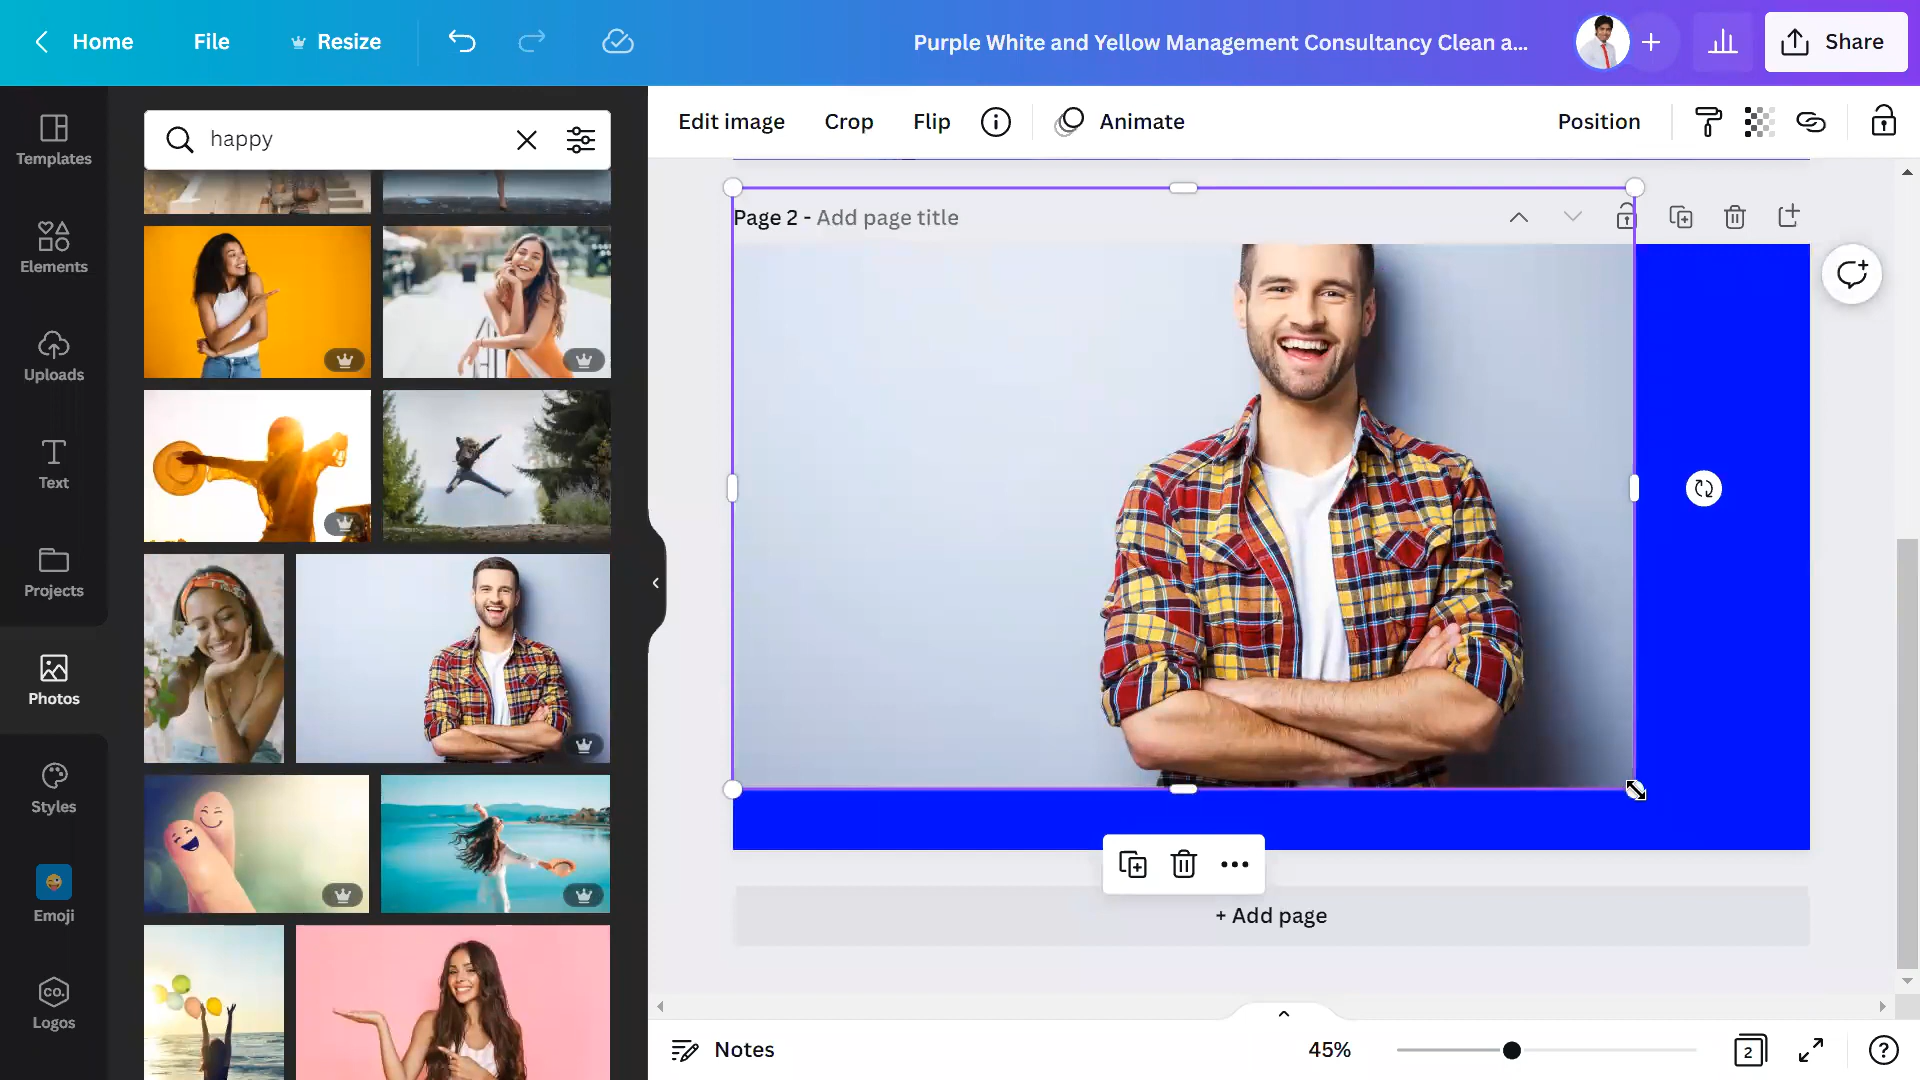 Home
File
Resize
Purple White and Yellow Management Consultancy Clean a...
Share
Templates
Elements
Uploads
Text
Projects
Photos
Styles
Emoji
CO.
Logos
happy
Edit image
Crop
Flip
Animate
Position
Page 2 - Add page title
+ Add page
Notes
45%
2